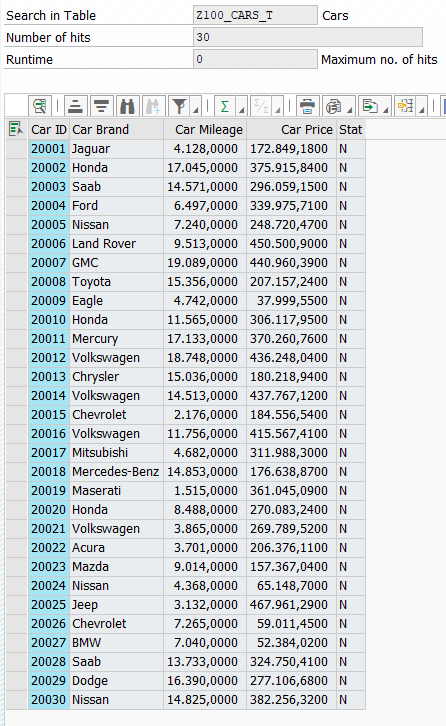 Search in Table Z100_CARS_T Cars
Number of hits 30
Runtime 0 Maximum no. of hits
Car ID Car Brand Car Mileage Car Price Stat
20001 Jaguar 4.128,0000 172.849,1800 N
20002 Honda 17.045,0000 375.915,8400 N
20003 Saab 14.571,0000 296.059,1500 N
20004 Ford 6.497,0000 339.975,7100 N
20005 Nissan 7.240,0000 248.720,4700 N
20006 Land Rover 9.513,0000 450.500,9000 N
20007 GMC 19.089,0000 440.960,3900 N
20008 Toyota 15.356,0000 207.157,2400 N
20009 Eagle 4.742,0000 37.999,5500 N
20010 Honda 11.565,0000 306.117,9500 N
20011 Mercury 17.133,0000 370.260,7600 N
20012 Volkswagen 18.748,0000 436.248,0400 N
20013 Chrysler 15.036,0000 180.218,9400 N
20014 Volkswagen 14.513,0000 437.767,1200 N
20015 Chevrolet 2.176,0000 184.556,5400 N
20016 Volkswagen 11.756,0000 415.567,4100 N
20017 Mitsubishi 4.682,0000 311.988,3000 N
20018 Mercedes-Benz 14.853,0000 176.638,8700 N
20019 Maserati 1.515,0000 361.045,0900 N
20020 Honda 8.488,0000 270.083,2400 N
20021 Volkswagen 3.865,0000 269.789,5200 N
20022 Acura 3.701,0000 206.376,1100 N
20023 Mazda 9.014,0000 157.367,0400 N
20024 Nissan 4.368,0000 65.148,7000 N
20025 Jeep 3.132,0000 467.961,2900 N
20026 Chevrolet 7.265,0000 59.011,4500 N
20027 BMW 7.040,0000 52.384,0200 N
20028 Saab 13.733,0000 324.750,4100 N
20029 Dodge 16.390,0000 277.106,6800 N
20030 Nissan 14.825,0000 382.256,3200 N